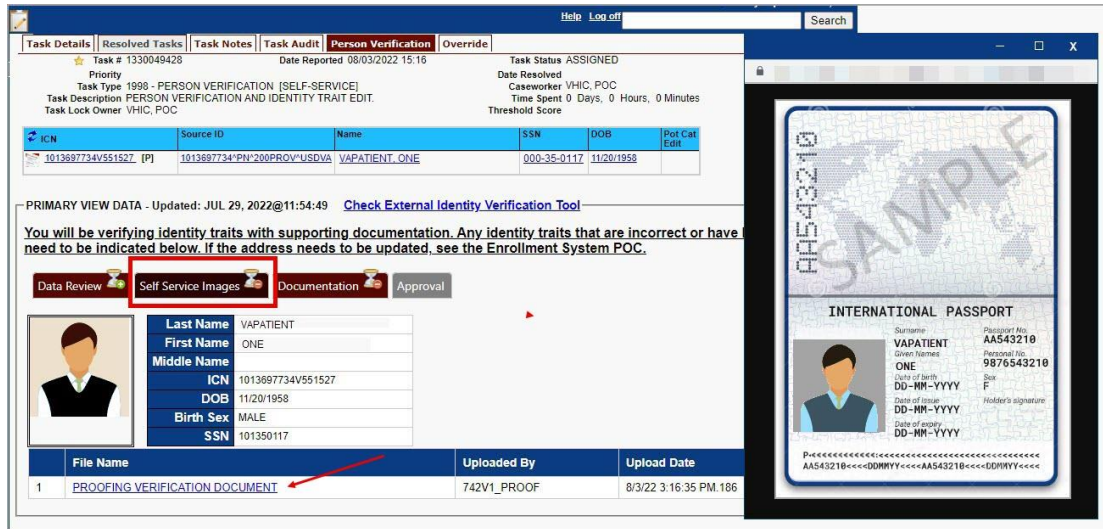 Help Log off Search
Task Details Resolved Tasks Task Notes Task Audit Person Verification Override
Task # 1330049428 Date Reported 08/03/2022 15:16 Task Status ASSIGNED
Priority Date Resolved
Task Type 1998 - PERSON VERIFICATION [SELF-SERVICE] Caseworker VHIC, POC
Task Description PERSON VERIFICATION AND IDENTITY TRAIT EDIT. Time Spent 0 Days, 0 Hours, 0 Minutes
Task Lock Owner VHIC, POC Threshold Score
ICN Source ID Name SSN DOB Pot Cat Edit
1013697734V551527 [P] 1013697734^PN^200PROV^USDVA VAPATIENT, ONE 000-35-0117 11/20/1958
PRIMARY VIEW DATA - Updated: JUL 29, 2022@11:54:49 Check External Identity Verification Tool
You will be verifying identity traits with supporting documentation. Any identity traits that are incorrect or have
need to be indicated below. If the address needs to be updated, see the Enrollment System POC.
Data Review Self Service Images Documentation Approval
Last Name VAPATIENT
First Name ONE
Middle Name
ICN 1013697734V551527
DOB 11/20/1958
Birth Sex MALE
SSN 101350117
File Name Uploaded By Upload Date
1 PROOFING VERIFICATION DOCUMENT 742V1_PROOF 8/3/22 3:16:35 PM.186
X
AA543210
SAMPLE
INTERNATIONAL PASSPORT
Surname Passport No.
VAPATIENT AA543210
Given Names Personal No.
ONE 9876543210
Date of birth Sex
DD-MM-YYYY F
Date of issue Holder's signature
DD-MM-YYYY
Date of expiry
DD-MM-YYYY
P<<<<<<<<<<<<:<<<<<<<<<<<<<<<<<<<<<<<<<<<<<<
AA543210<<<<DDMMYY<<<<AA543210<<<<DDMMYY<<<<